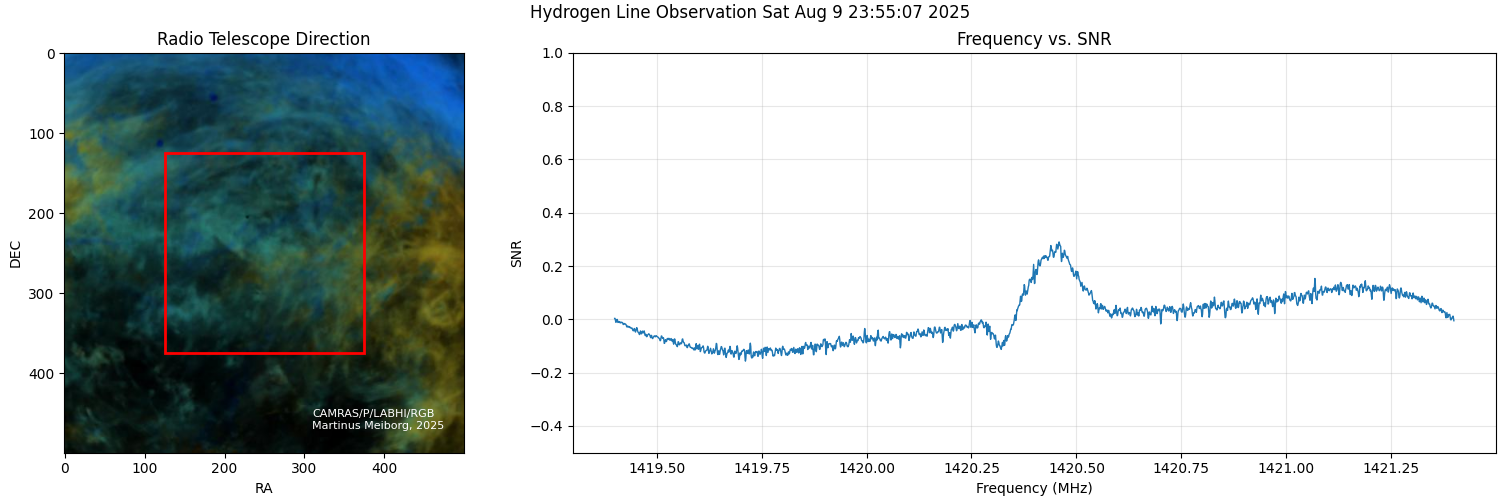 Hydrogen Line Observation Sat Aug 9 23:55:07 2025
Radio Telescope Direction
0
100
200
300
400
DEC
CAMRAS/P/LABHI/RGB
Martinus Meiborg, 2025
0
100
200
300
400
RA
Frequency vs. SNR
1.0
0.8
0.6
0.4
0.2
0.0
−0.2
−0.4
SNR
1419.50
1419.75
1420.00
1420.25
1420.50
1420.75
1421.00
1421.25
Frequency (MHz)